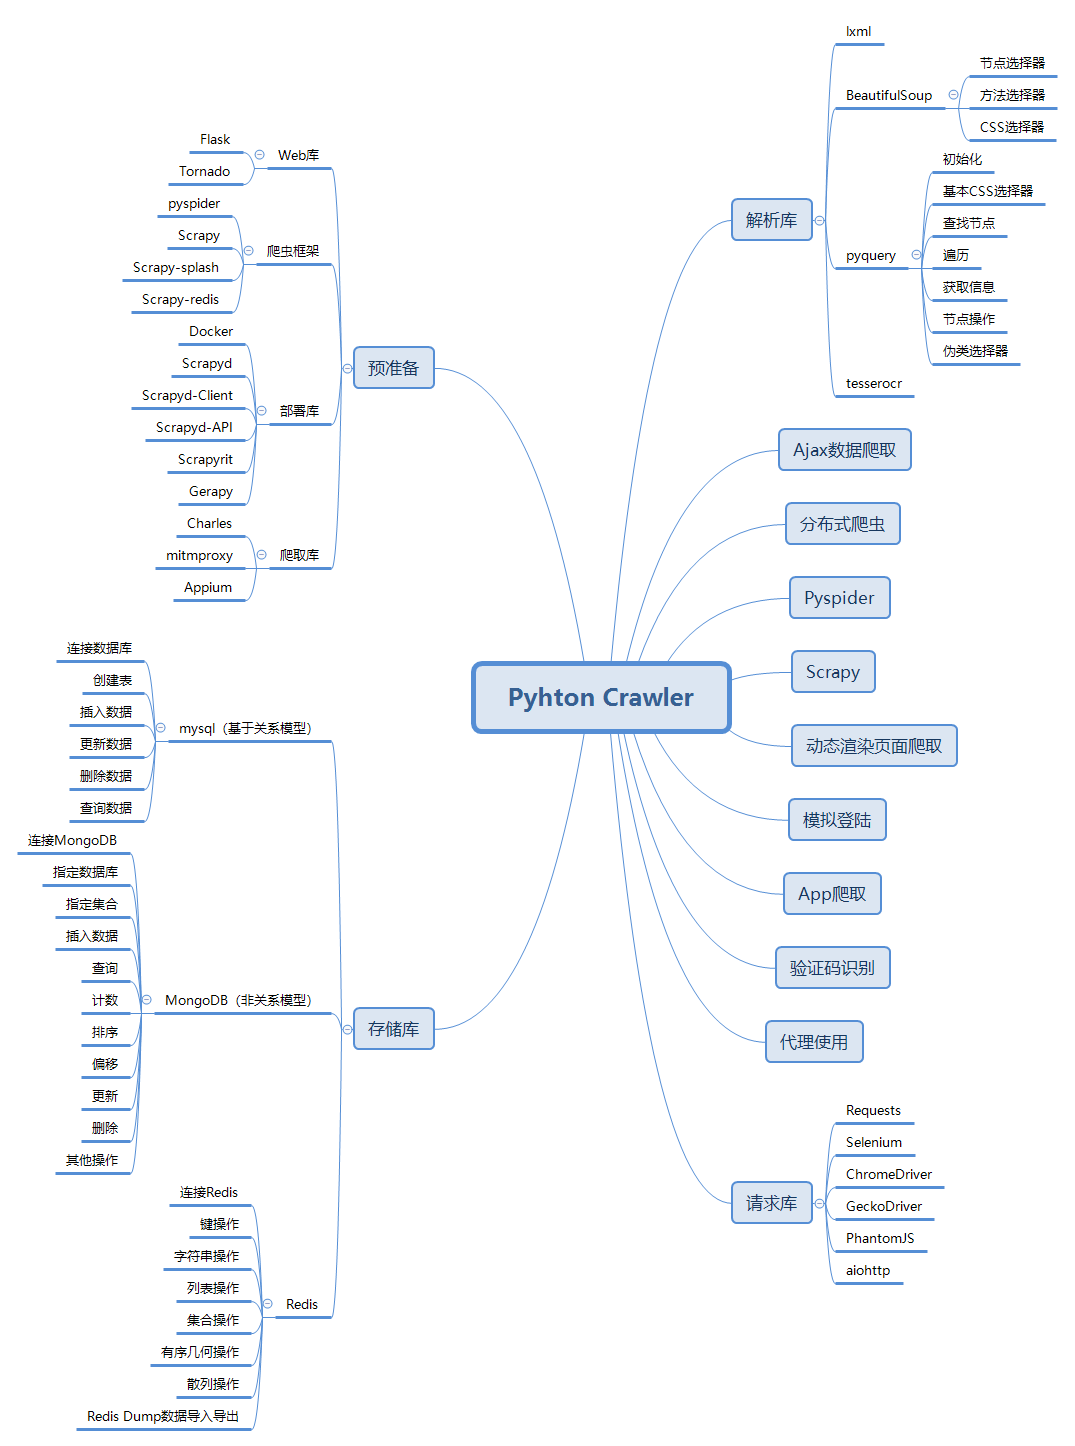 Pyhton Crawler
解析库
lxml
BeautifulSoup
节点选择器
方法选择器
CSS选择器
pyquery
初始化
基本CSS选择器
查找节点
遍历
获取信息
节点操作
伪类选择器
tesserocr
Ajax数据爬取
分布式爬虫
Pyspider
Scrapy
动态渲染页面爬取
模拟登陆
App爬取
验证码识别
代理使用
请求库
Requests
Selenium
ChromeDriver
GeckoDriver
PhantomJS
aiohttp
预准备
Web库
Flask
Tornado
爬虫框架
pyspider
Scrapy
Scrapy-splash
Scrapy-redis
部署库
Docker
Scrapyd
Scrapyd-Client
Scrapyd-API
Scrapyrit
Gerapy
爬取库
Charles
mitmproxy
Appium
存储库
mysql（基于关系模型）
连接数据库
创建表
插入数据
更新数据
删除数据
查询数据
MongoDB（非关系模型）
连接MongoDB
指定数据库
指定集合
插入数据
查询
计数
排序
偏移
更新
删除
其他操作
Redis
连接Redis
键操作
字符串操作
列表操作
集合操作
有序几何操作
散列操作
Redis Dump数据导入导出